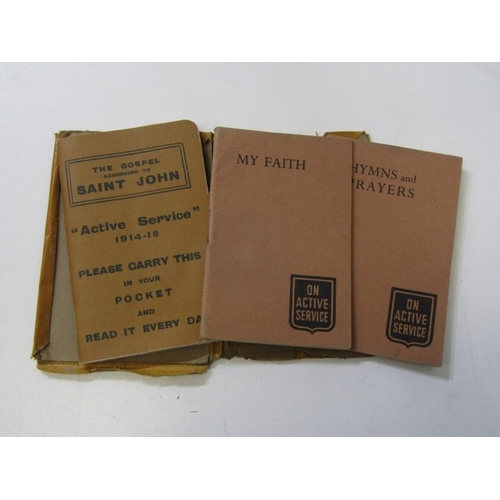 THE GOSPEL
ACCORDING TO
SAINT JOHN
"Active Service"
1914-18
PLEASE CARRY THIS
IN YOUR
POCKET
AND
READ IT EVERY DA
MY FAITH
ON
ACTIVE
SERVICE
HYMNS and
PRAYERS
ON
ACTIVE
SERVICE